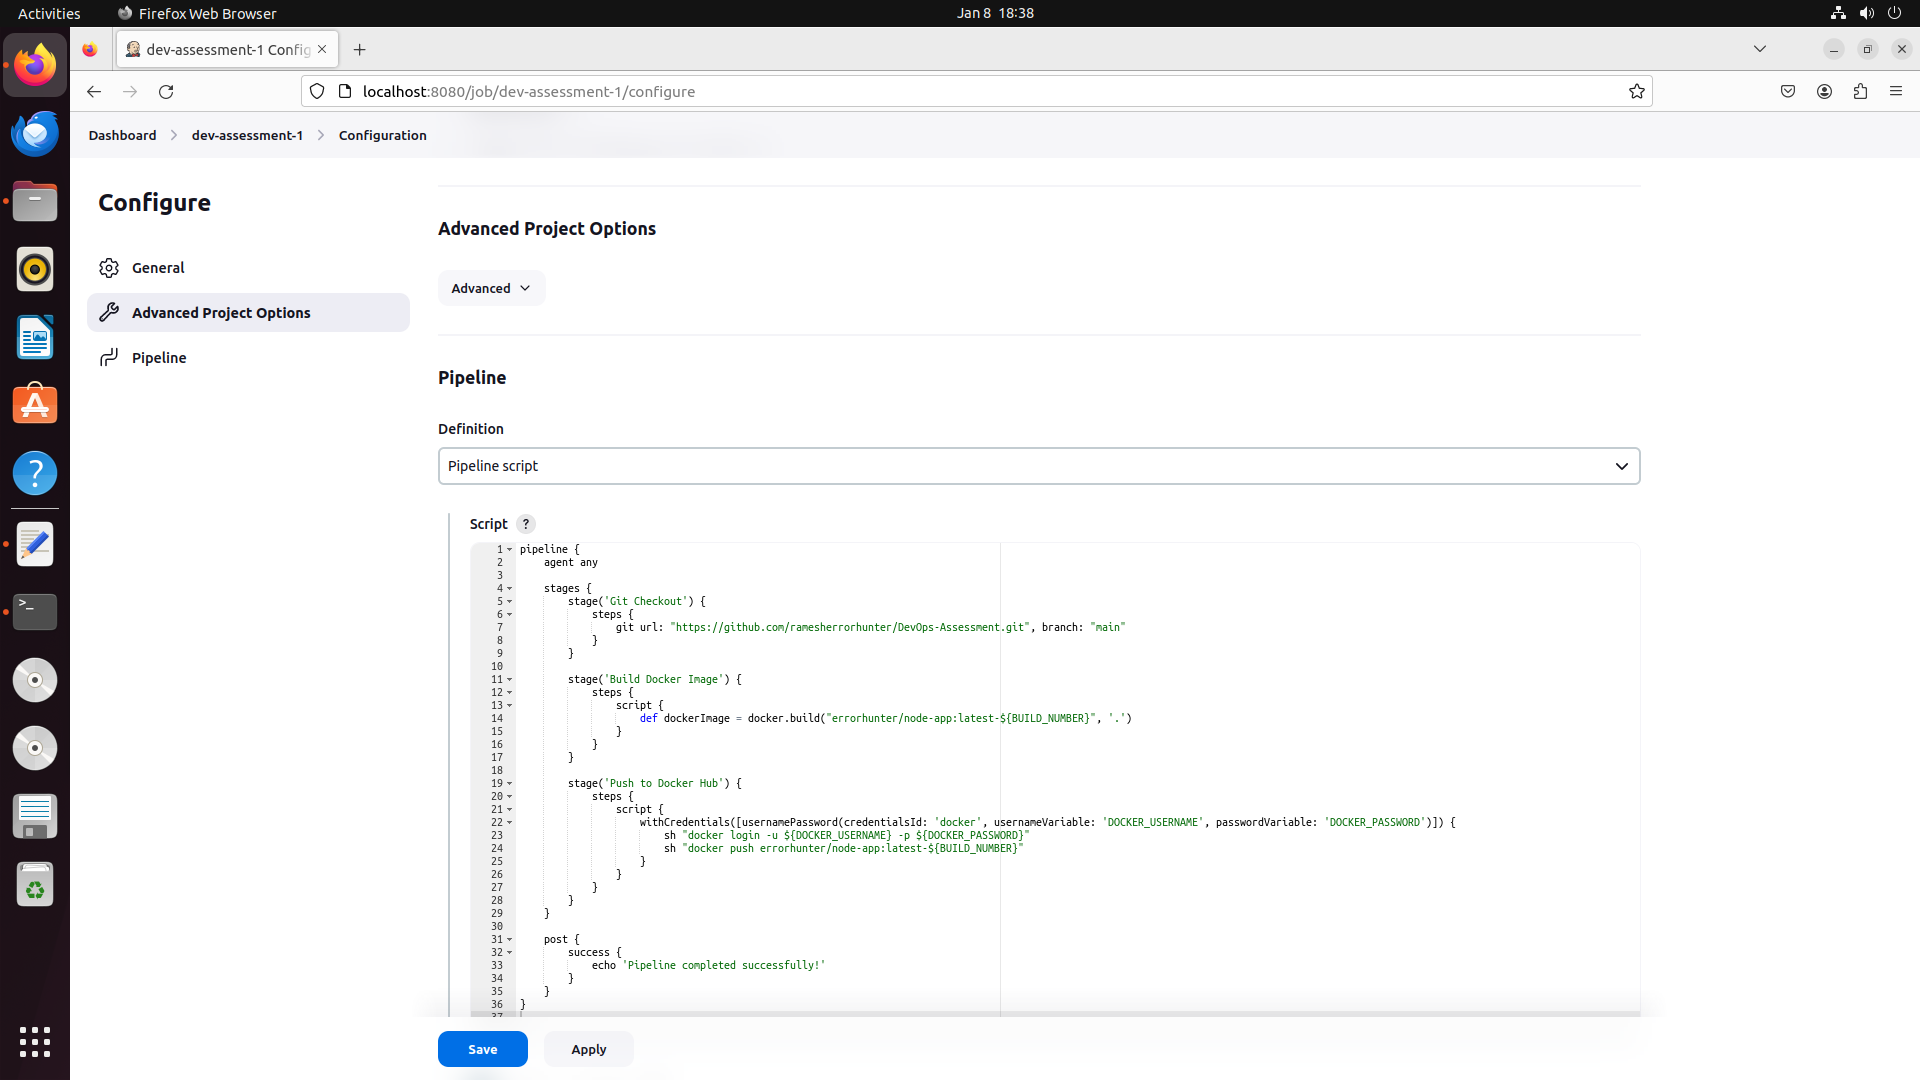 Activities
Firefox Web Browser
Jan 8 18:38
dev-assessment-1 Config
localhost:8080/job/dev-assessment-1/configure
Dashboard
dev-assessment-1
Configuration
Configure
General
Advanced Project Options
Pipeline
Advanced Project Options
Advanced
Pipeline
Definition
Pipeline script
Script ?
1 pipeline {
2 agent any
3
4 stages {
5 stage('Git Checkout') {
6 steps {
7 git url: "https://github.com/ramesherrorhunter/DevOps-Assessment.git", branch: "main"
8 }
9 }
10
11 stage('Build Docker Image') {
12 steps {
13 script {
14 def dockerImage = docker.build("errorhunter/node-app:latest-${BUILD_NUMBER}", '.')
15 }
16 }
17 }
18
19 stage('Push to Docker Hub') {
20 steps {
21 script {
22 withCredentials([usernamePassword(credentialsId: 'docker', usernameVariable: 'DOCKER_USERNAME', passwordVariable: 'DOCKER_PASSWORD')]) {
23 sh "docker login -u ${DOCKER_USERNAME} -p ${DOCKER_PASSWORD}"
24 sh "docker push errorhunter/node-app:latest-${BUILD_NUMBER}"
25 }
26 }
27 }
28 }
29 }
30
31 post {
32 success {
33 echo 'Pipeline completed successfully!'
34 }
35 }
36 }
37
Save
Apply